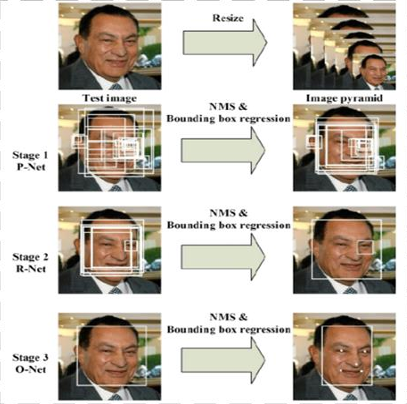 Resize
Test image
Image pyramid
NMS &
Bounding box regression
Stage 1
P-Net
NMS &
Bounding box regression
Stage 2
R-Net
NMS &
Bounding box regression
Stage 3
O-Net